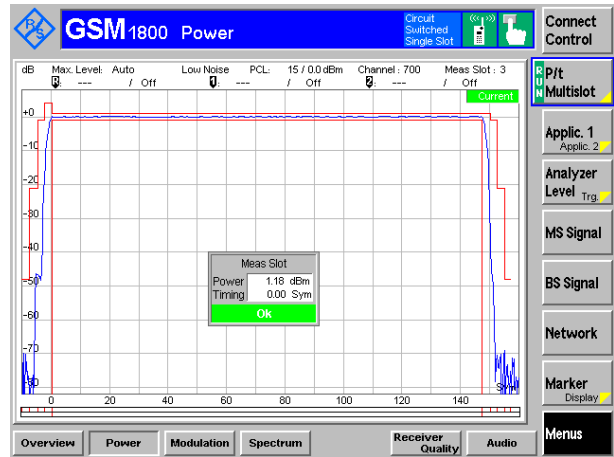 R&S GSM1800 Power
Circuit Switched Single Slot
Connect Control
dB Max. Level: Auto Low Noise PCL: 15 / 0.0 dBm Channel : 700 Meas Slot : 3
--- / Off --- / Off 2: --- / Off
Current
RUN P/t Multislot
+0
-10
-20
-30
-40
-50
-60
-70
-80
Applic. 1
Applic. 2
Analyzer Level Trg.
MS Signal
BS Signal
Network
Marker
Display
Menus
Meas Slot
Power 1.18 dBm
Timing 0.00 Sym
Ok
Sym
0 20 40 60 80 100 120 140
Overview Power Modulation Spectrum Receiver Quality Audio